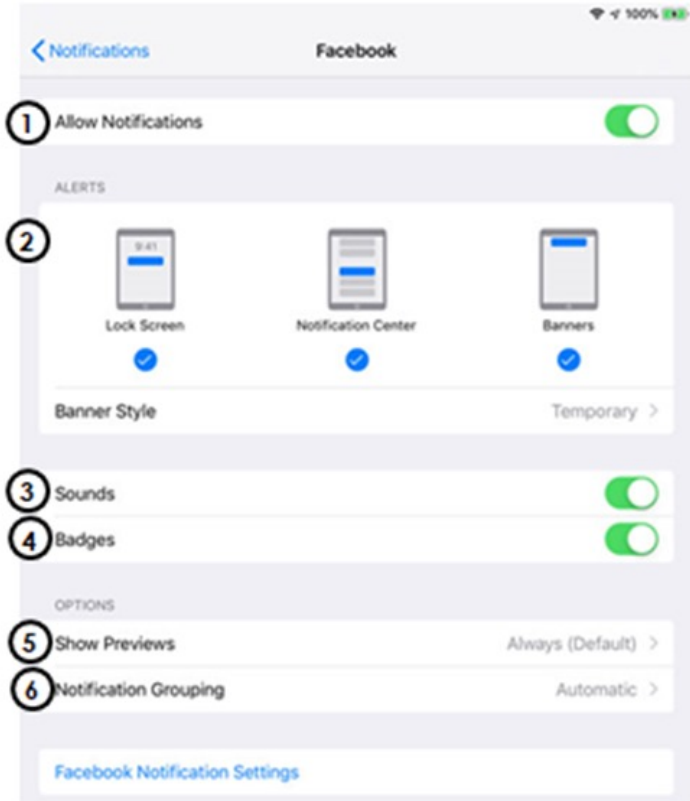 100%
Notifications Facebook
1 Allow Notifications
ALERTS
2
9:41
Lock Screen Notification Center Banners
Banner Style Temporary
3 Sounds
4 Badges
OPTIONS
5 Show Previews Always (Default)
6 Notification Grouping Automatic
Facebook Notification Settings